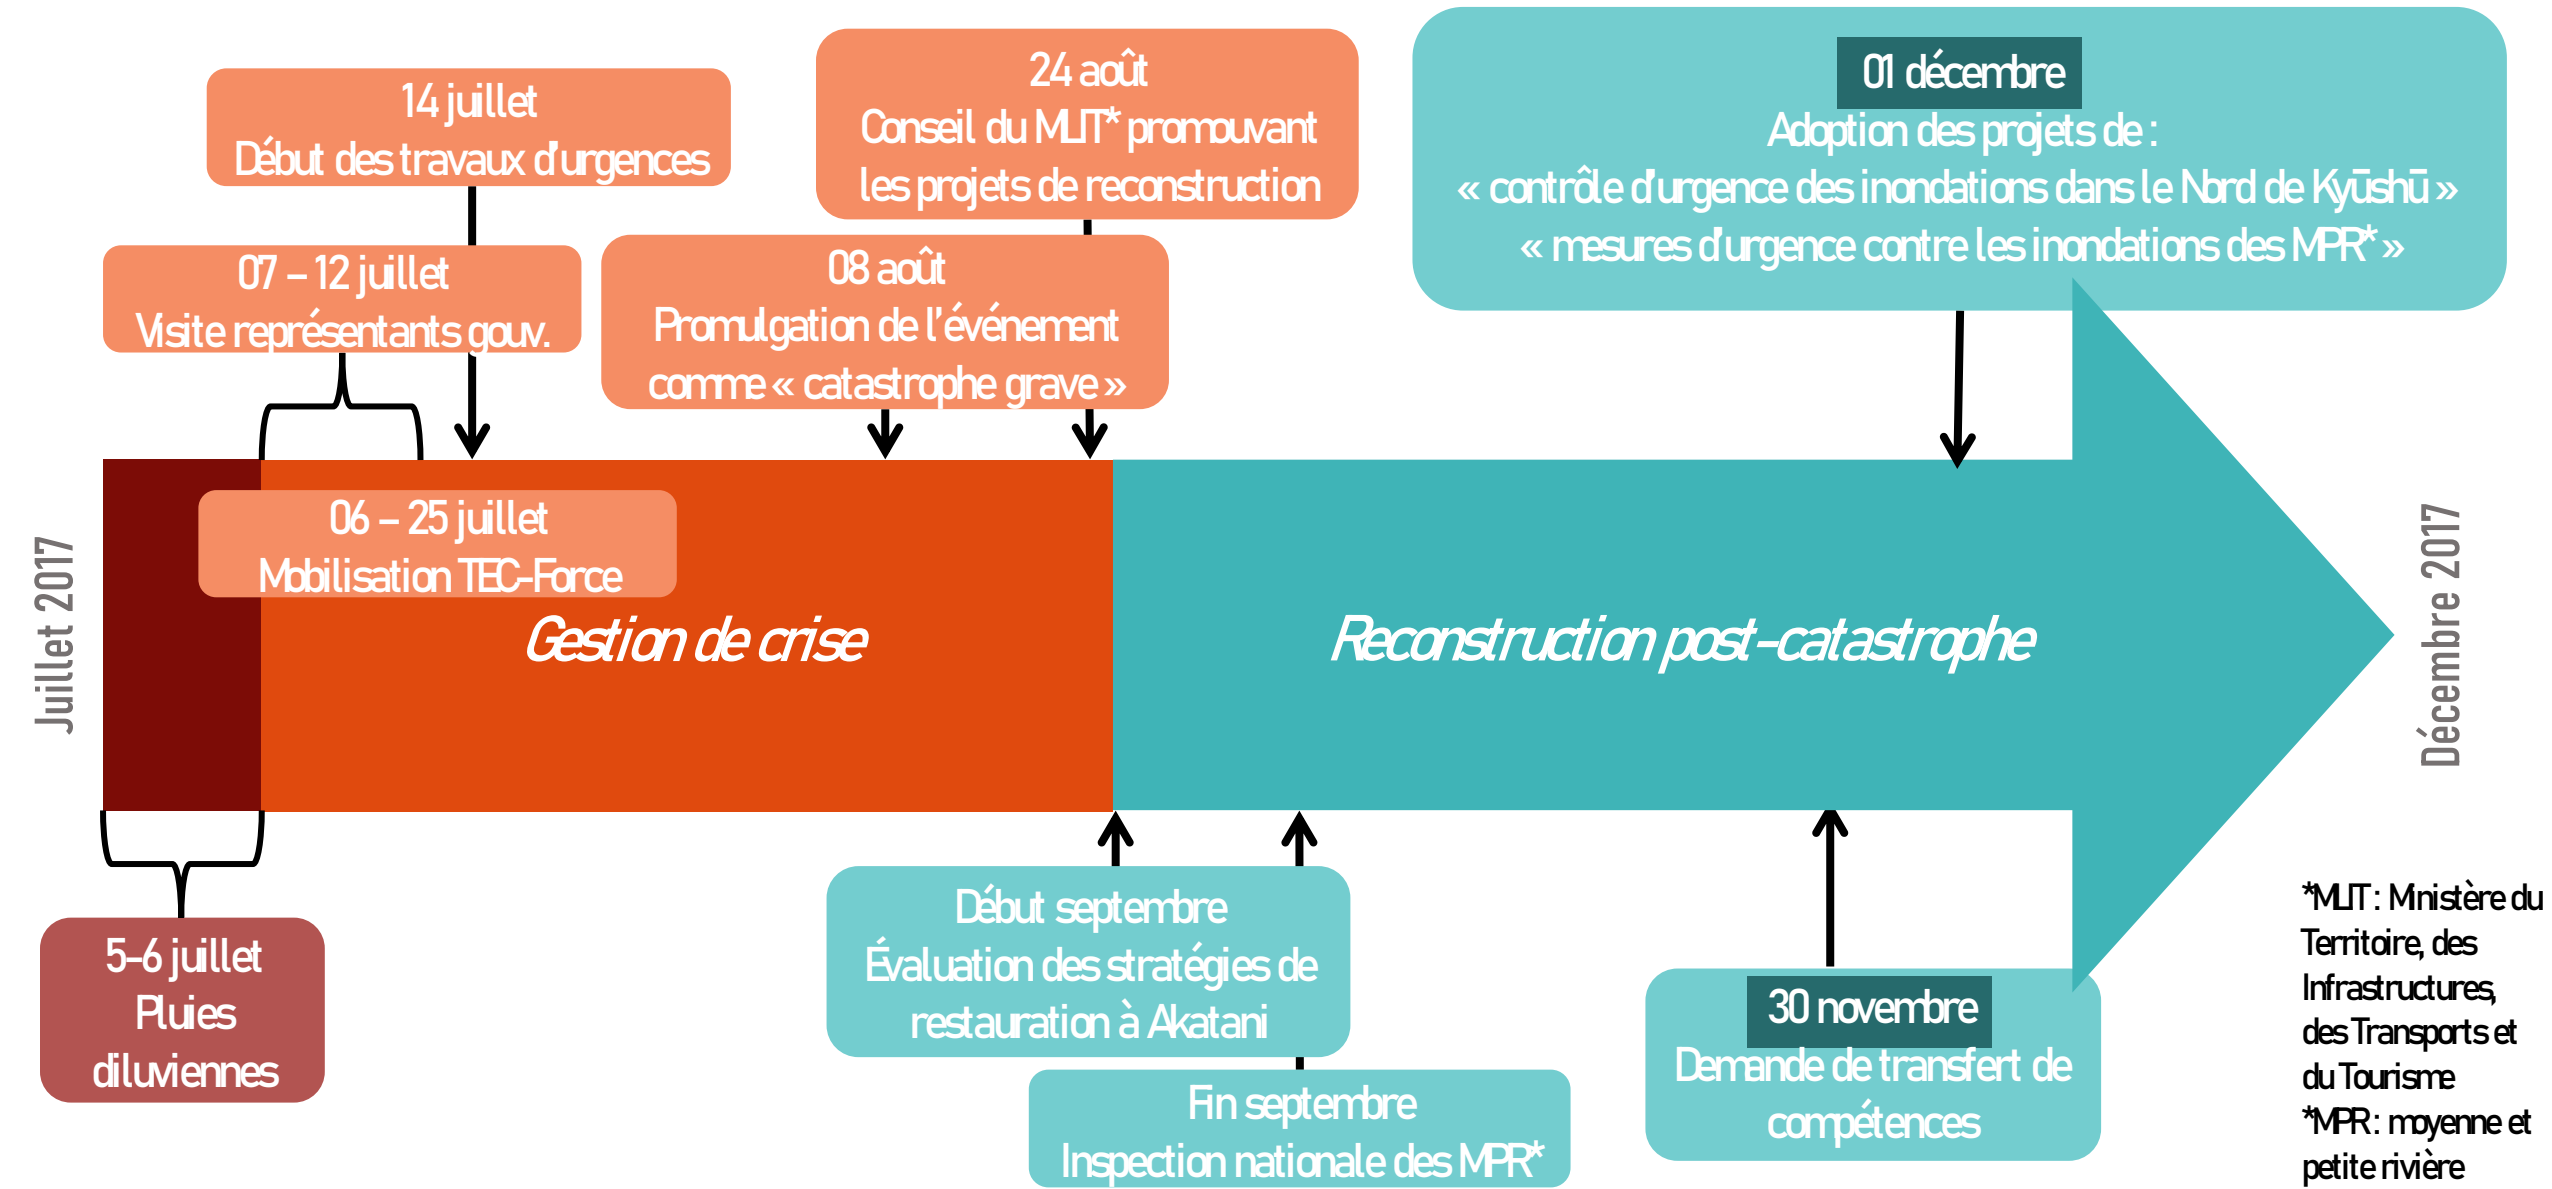 14 juillet
Début des travaux d'urgences
24 août
Conseil du MLIT* promouvant
les projets de reconstruction
01 décembre
Adoption des projets de :
« contrôle d'urgence des inondations dans le Nord de Kyūshū »
« mesures d'urgence contre les inondations des MPR* »
07 – 12 juillet
Visite représentants gouv.
08 août
Promulgation de l'événement
comme « catastrophe grave »
06 – 25 juillet
Mobilisation TEC-Force
Juillet 2017
Gestion de crise
Reconstruction post-catastrophe
Décembre 2017
5-6 juillet
Pluies
diluviennes
Début septembre
Évaluation des stratégies de
restauration à Akatani
Fin septembre
Inspection nationale des MPR*
30 novembre
Demande de transfert de
compétences
*MLIT : Ministère du
Territoire, des
Infrastructures,
des Transports et
du Tourisme
*MPR : moyenne et
petite rivière